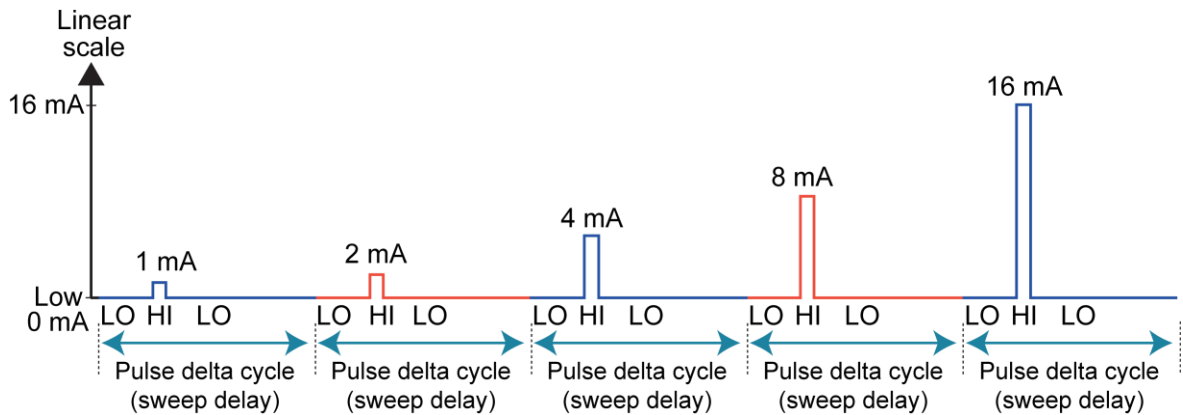 Linear
scale
16 mA
16 mA
8 mA
4 mA
2 mA
1 mA
Low
0 mA
LO HI LO
LO HI LO
LO HI LO
LO HI LO
LO HI LO
Pulse delta cycle
(sweep delay)
Pulse delta cycle
(sweep delay)
Pulse delta cycle
(sweep delay)
Pulse delta cycle
(sweep delay)
Pulse delta cycle
(sweep delay)